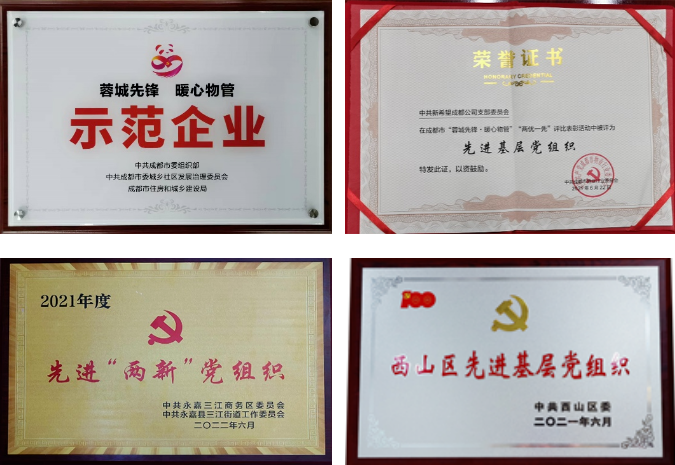 蓉城先锋 暖心物管
示范企业
中共成都市委组织部
中共成都市委城乡社区发展治理委员会
成都市住房和城乡建设局
荣誉证书
HONORARY CREDENTIAL
中共新希望成都公司支部委员会
在成都市“蓉城先锋·暖心物管”“两优一先”评比表彰活动中被评为
先进基层党组织
特发此证，以资鼓励。
2021年度
先进“两新”党组织
中共永嘉三江商务区委员会
中共永嘉县三江街道工作委员会
二〇二二年六月
100
西山区先进基层党组织
中共西山区委
二〇二一年六月